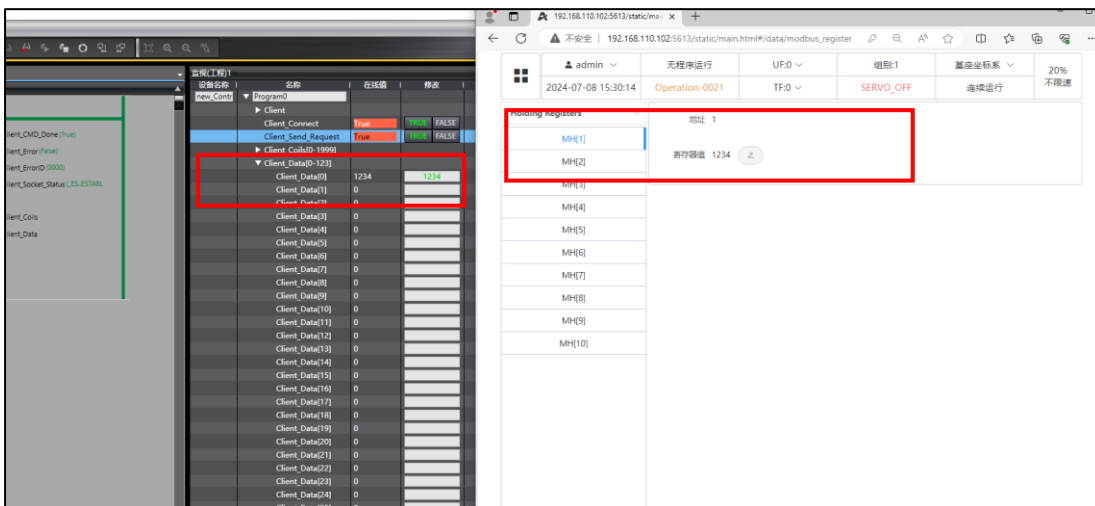 192.168.110.102:5613/static/main
不安全 192.168.110.102:5613/static/main.html#/data/modbus_register
监视(工程)1
设备名称 名称 在线值 修改
new_Contr Program0
Client
Client_Connect True TRUE FALSE
Client_Send_Request True TRUE FALSE
Client Coils[0-1999]
Client_Data[0-123]
Client_Data[0] 1234 1234
Client_Data[1] 0
Client_Data[2] 0
Client_Data[3] 0
Client_Data[4] 0
Client_Data[5] 0
Client_Data[6] 0
Client_Data[7] 0
Client_Data[8] 0
Client_Data[9] 0
Client_Data[10] 0
Client_Data[11] 0
Client_Data[12] 0
Client_Data[13] 0
Client_Data[14] 0
Client_Data[15] 0
Client_Data[16] 0
Client_Data[17] 0
Client_Data[18] 0
Client_Data[19] 0
Client_Data[20] 0
Client_Data[21] 0
Client_Data[22] 0
Client_Data[23] 0
Client_Data[24] 0
lient_CMD_Done (True)
lient_Error (False)
lient_ErrorID (0000)
lient_Socket_Status (_ES-ESTABL
lient_Coils
lient_Data
admin 无程序运行 UF:0 组别:1 基座坐标系 20%
2024-07-08 15:30:14 Operation-0021 TF:0 SERVO_OFF 连续运行 不限速
Holding Registers
MH[1]
MH[2]
MH[3]
MH[4]
MH[5]
MH[6]
MH[7]
MH[8]
MH[9]
MH[10]
地址 1
寄存器值 1234